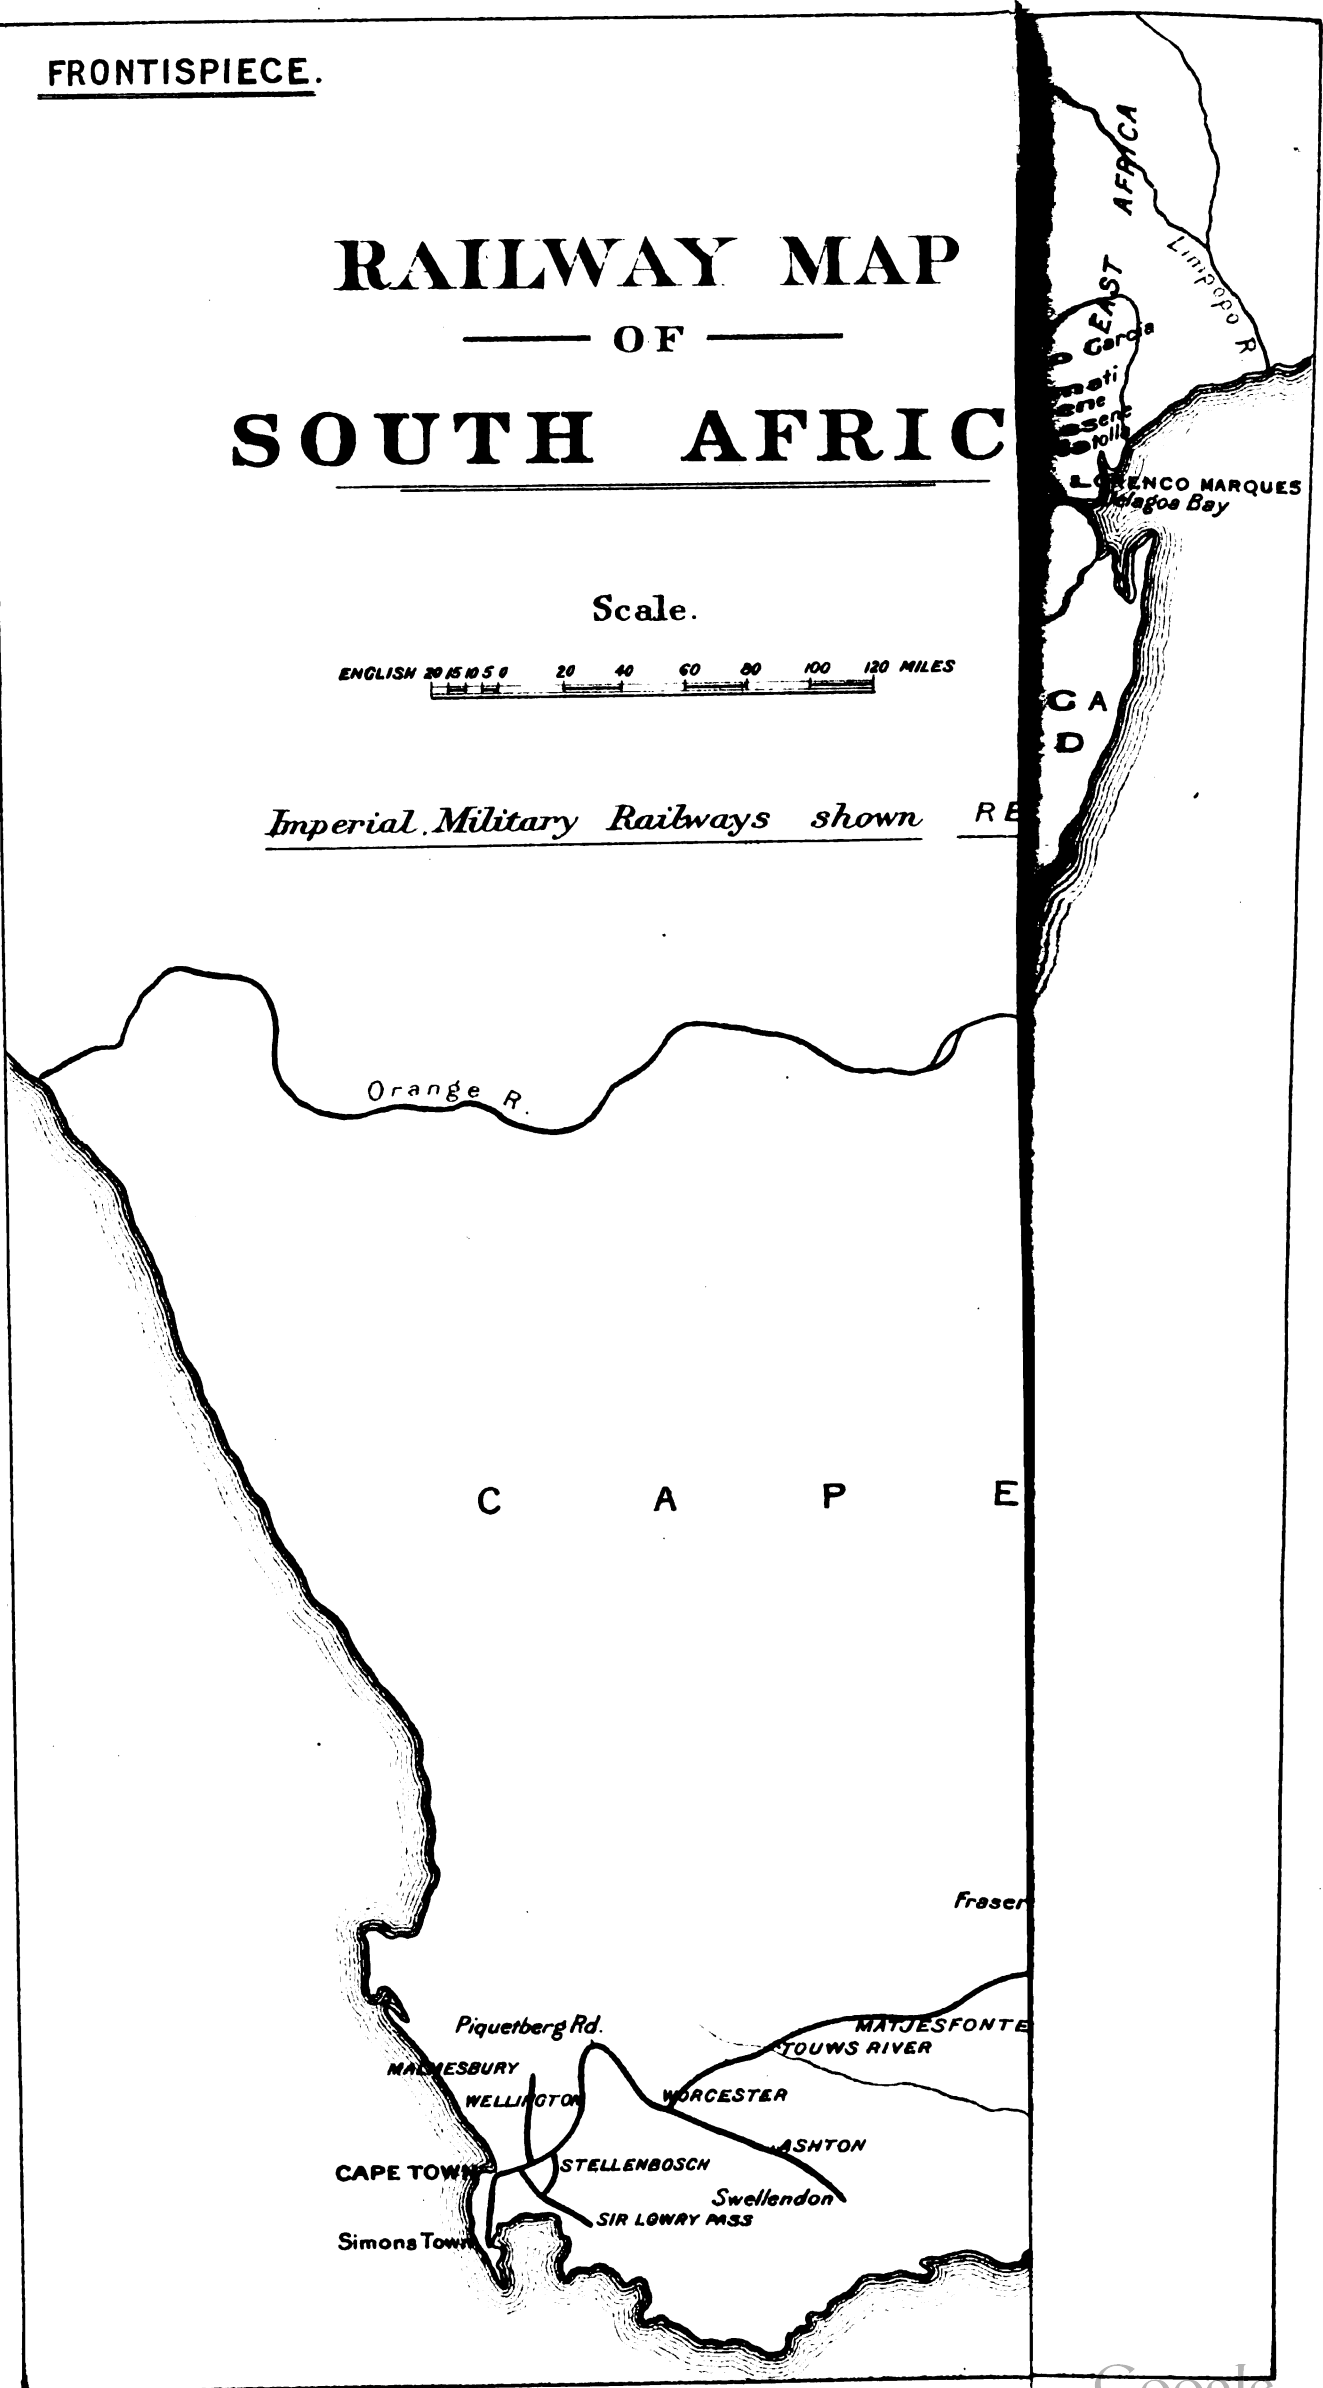 FRONTISPIECE.
RAILWAY MAP
OF
SOUTH AFRIC
Scale.
ENGLISH 20 15 10 5 0 20 40 60 80 100 120 MILES
Imperial Military Railways shown RE
EAST AFRICA
Limpopo R.
Garcia
LORENCO MARQUES
Delagoa Bay
G A
D
Orange R.
C A P E
Fraser
MATJESFONTE
TOUWS RIVER
Piquetberg Rd.
MALMESBURY
WELLINGTON
WORCESTER
ASHTON
CAPE TOWN
STELLENBOSCH
Swellendon
SIR LOWRY PASS
Simons Town
Google